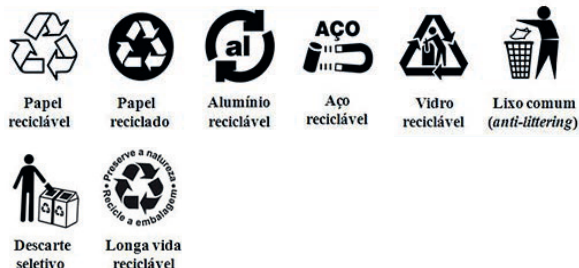 al
AÇO
Papel
reciclável
Papel
reciclado
Alumínio
reciclável
Aço
reciclável
Vidro
reciclável
Lixo comum
(anti-littering)
Preserve a natureza
Recicle a embalagem
Descarte
seletivo
Longa vida
reciclável